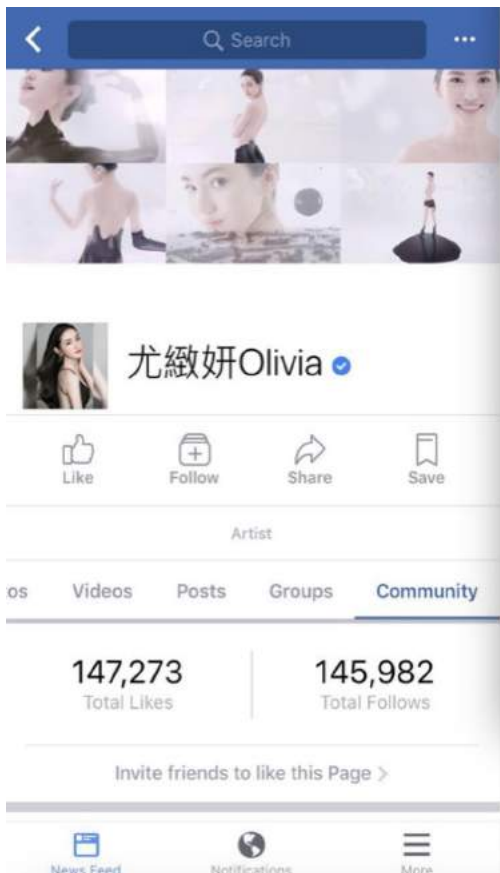 Search
尤緻妍Olivia
Like Follow Share Save
Artist
os Videos Posts Groups Community
147,273 145,982
Total Likes Total Follows
Invite friends to like this Page >
News Feed Notifications More